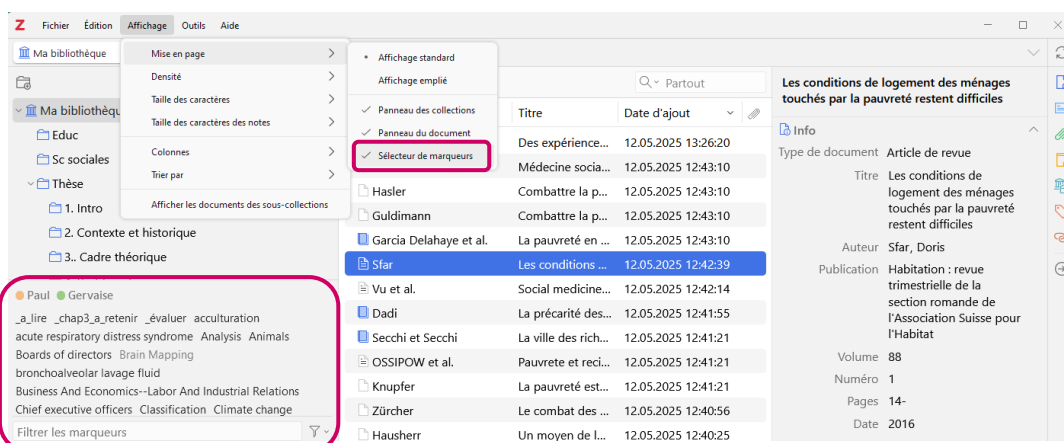 Z Fichier Édition Affichage Outils Aide
Ma bibliothèque
Mise en page
Densité
Taille des caractères
Taille des caractères des notes
Colonnes
Trier par
Afficher les documents des sous-collections
Affichage standard
Affichage empilé
Panneau des collections
Panneau du document
Sélecteur de marqueurs
Ma bibliothèqu
Educ
Sc sociales
Thèse
1. Intro
2. Contexte et historique
3.. Cadre théorique
Paul Gervaise
_a_lire _chap3_a_retenir _évaluer acculturation
acute respiratory distress syndrome Analysis Animals
Boards of directors Brain Mapping
bronchoalveolar lavage fluid
Business And Economics--Labor And Industrial Relations
Chief executive officers Classification Climate change
Filtrer les marqueurs
Partout
Titre Date d'ajout
Des expérience... 12.05.2025 13:26:20
Médecine socia... 12.05.2025 12:43:10
Hasler Combattre la p... 12.05.2025 12:43:10
Guldimann Combattre la p... 12.05.2025 12:43:10
Garcia Delahaye et al. La pauvreté en ... 12.05.2025 12:43:10
Sfar Les conditions ... 12.05.2025 12:42:39
Vu et al. Social medicine... 12.05.2025 12:42:14
Dadi La précarité des... 12.05.2025 12:41:55
Secchi et Secchi La ville des rich... 12.05.2025 12:41:21
OSSIPOW et al. Pauvrete et reci... 12.05.2025 12:41:21
Knupfer La pauvreté est... 12.05.2025 12:41:21
Zürcher Le combat des ... 12.05.2025 12:40:56
Hausherr Un moyen de l... 12.05.2025 12:40:25
Les conditions de logement des ménages
touchés par la pauvreté restent difficiles
Info
Type de document Article de revue
Titre Les conditions de
logement des ménages
touchés par la pauvreté
restent difficiles
Auteur Sfar, Doris
Publication Habitation : revue
trimestrielle de la
section romande de
l'Association Suisse pour
l'Habitat
Volume 88
Numéro 1
Pages 14-
Date 2016